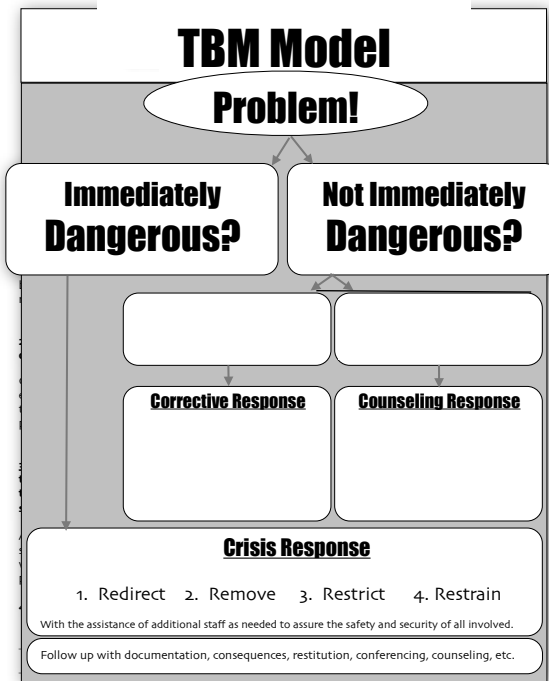 TBM Model
Problem!
Immediately
Dangerous?
Not Immediately
Dangerous?
Corrective Response
Counseling Response
Crisis Response
1. Redirect 2. Remove 3. Restrict 4. Restrain
With the assistance of additional staff as needed to assure the safety and security of all involved.
Follow up with documentation, consequences, restitution, conferencing, counseling, etc.